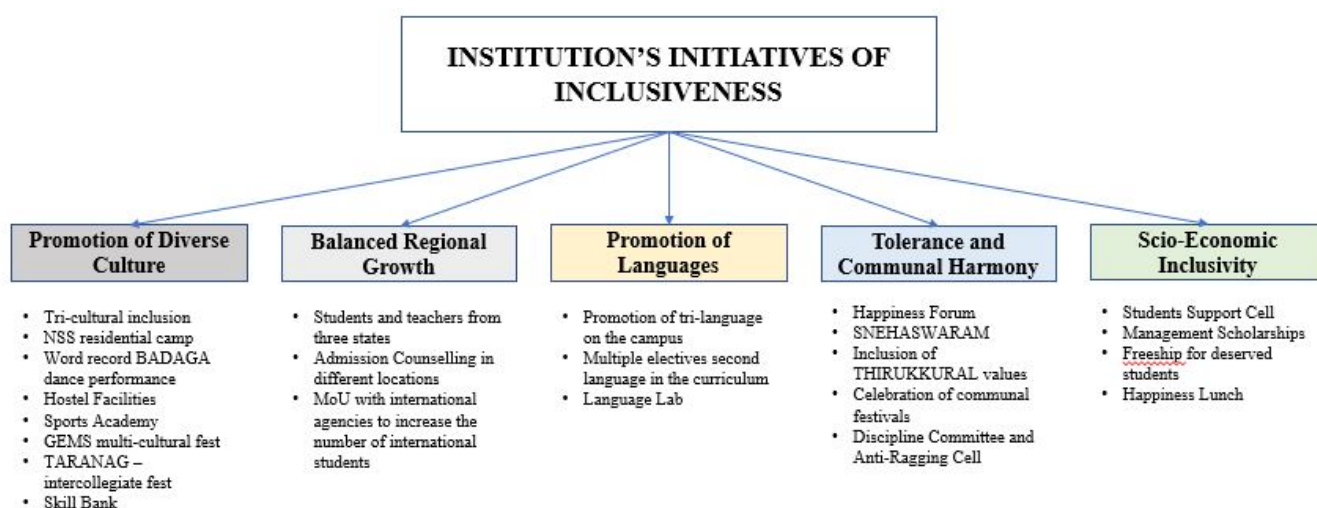 INSTITUTION’S INITIATIVES OF
INCLUSIVENESS
Promotion of Diverse
Culture
• Tri-cultural inclusion
• NSS residential camp
• Word record BADAGA
dance performance
• Hostel Facilities
• Sports Academy
• GEMS multi-cultural fest
• TARANAG –
intercollegiate fest
• Skill Bank
Balanced Regional
Growth
• Students and teachers from
three states
• Admission Counselling in
different locations
• MoU with international
agencies to increase the
number of international
students
Promotion of
Languages
• Promotion of tri-language
on the campus
• Multiple electives second
language in the curriculum
• Language Lab
Tolerance and
Communal Harmony
• Happiness Forum
• SNEHASWARAM
• Inclusion of
THIRUKKURAL values
• Celebration of communal
festivals
• Discipline Committee and
Anti-Ragging Cell
Scio-Economic
Inclusivity
• Students Support Cell
• Management Scholarships
• Freeship for deserved
students
• Happiness Lunch